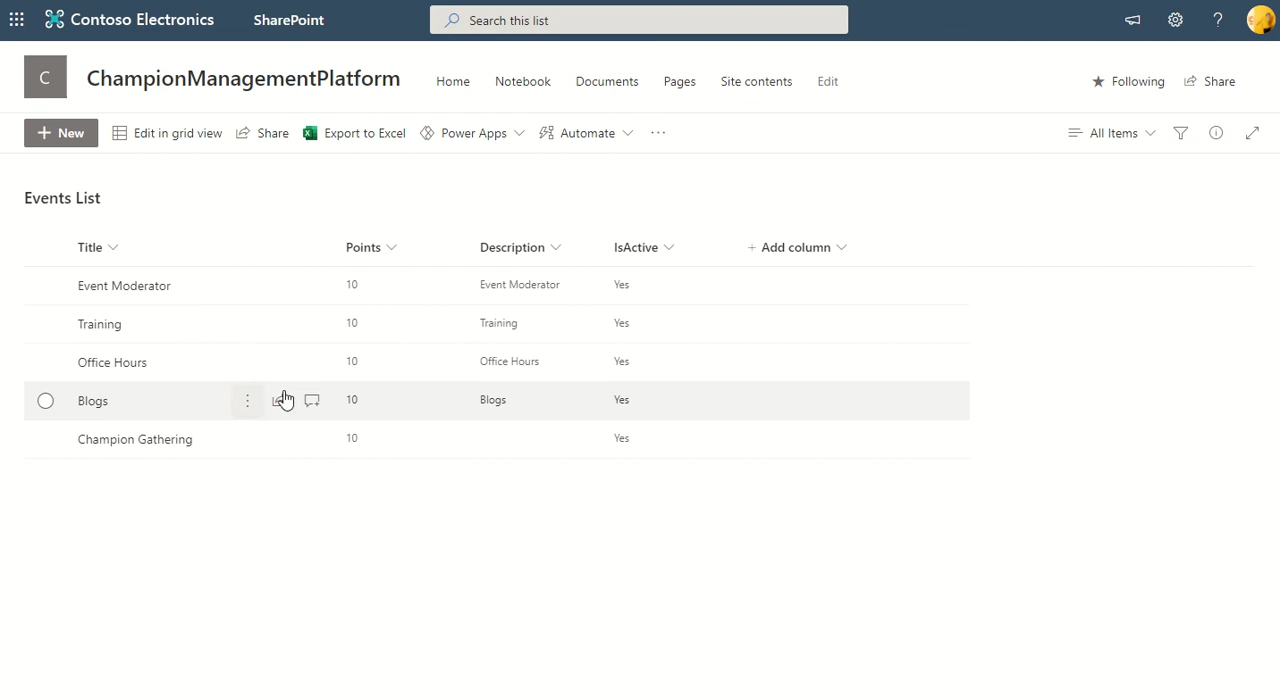 Contoso Electronics SharePoint Search this list ?
C ChampionManagementPlatform Home Notebook Documents Pages Site contents Edit Following Share
+ New Edit in grid view Share Export to Excel Power Apps Automate ... All Items
Events List
Title Points Description IsActive + Add column
Event Moderator 10 Event Moderator Yes
Training 10 Training Yes
Office Hours 10 Office Hours Yes
Blogs 10 Blogs Yes
Champion Gathering 10 Yes